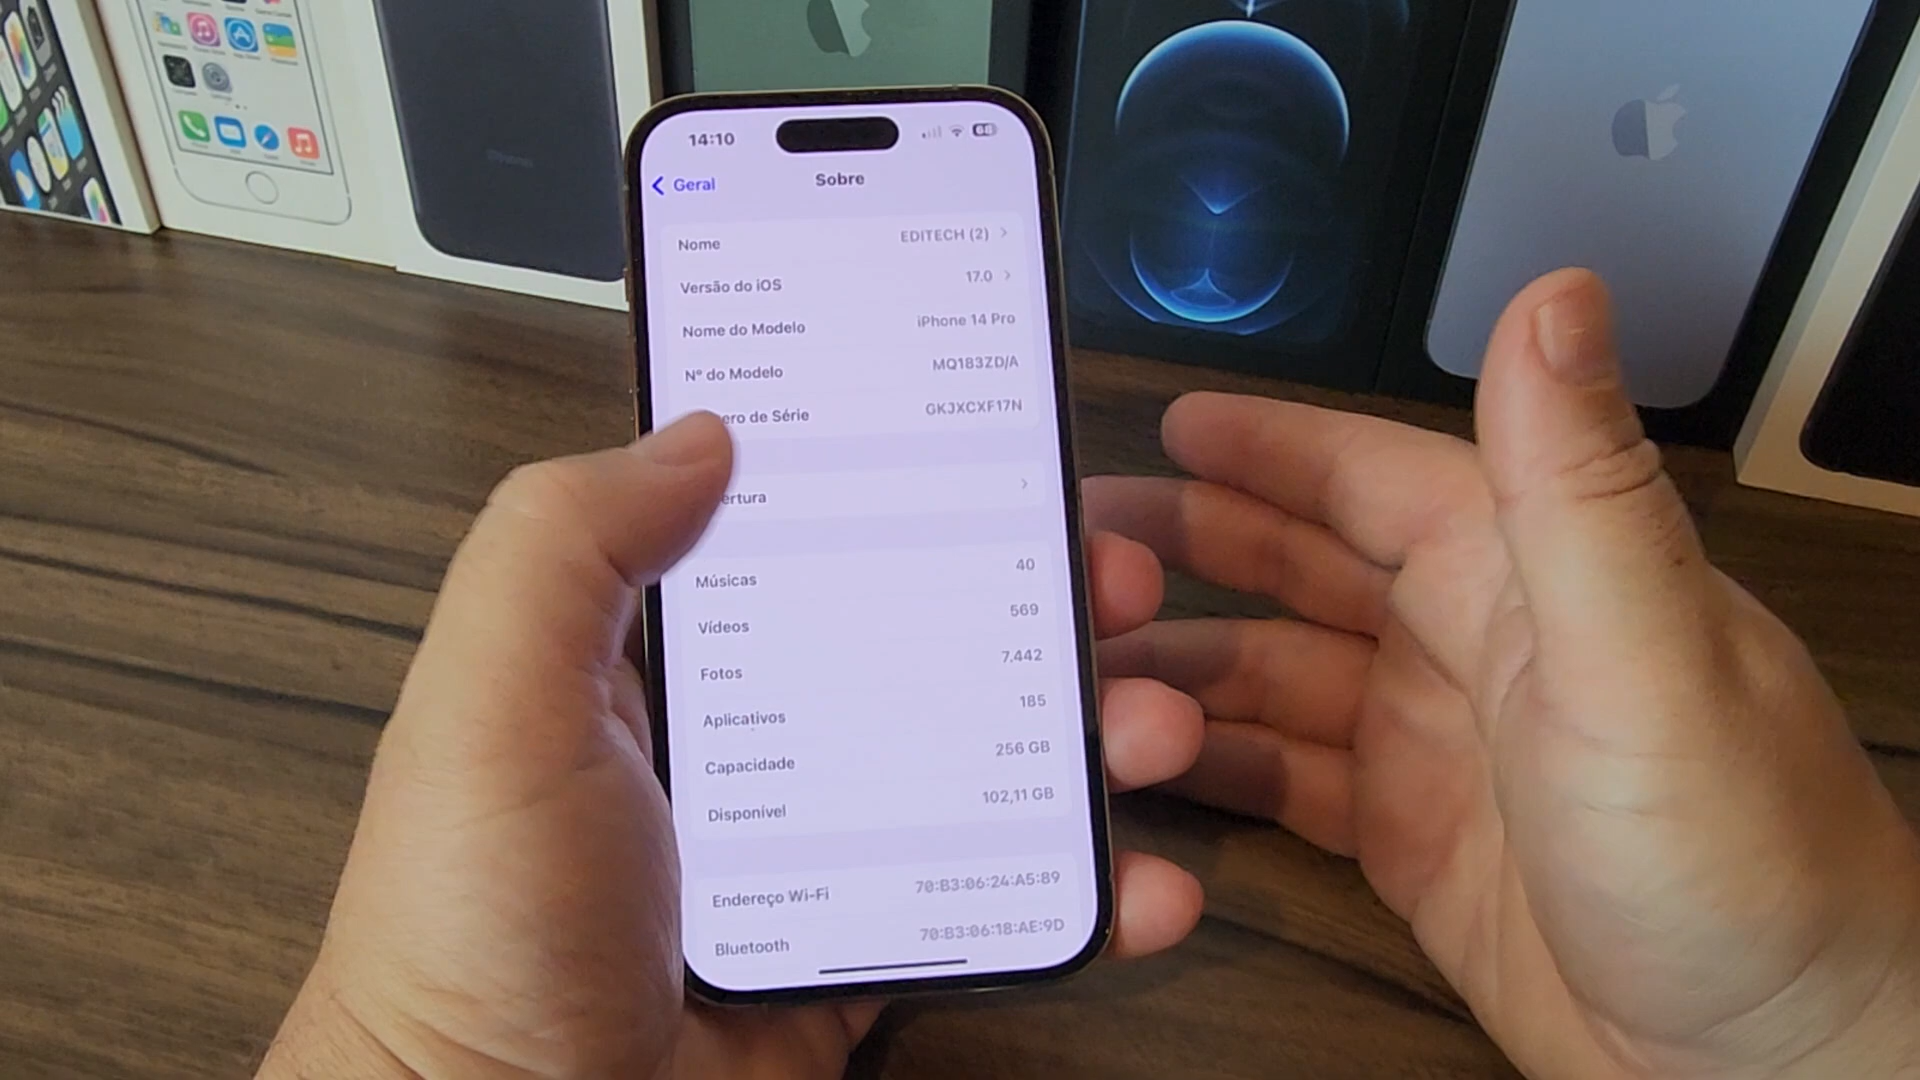 14:10
68
Geral
Sobre
Nome EDITECH (2)
Versão do iOS 17.0
Nome do Modelo iPhone 14 Pro
Nº do Modelo MQ183ZD/A
ero de Série GKJXCXF17N
ertura
Músicas 40
Vídeos 569
Fotos 7.442
Aplicativos 185
Capacidade 256 GB
Disponível 102,11 GB
Endereço Wi-Fi 70:B3:06:24:A5:89
Bluetooth 70:B3:06:18:AE:9D